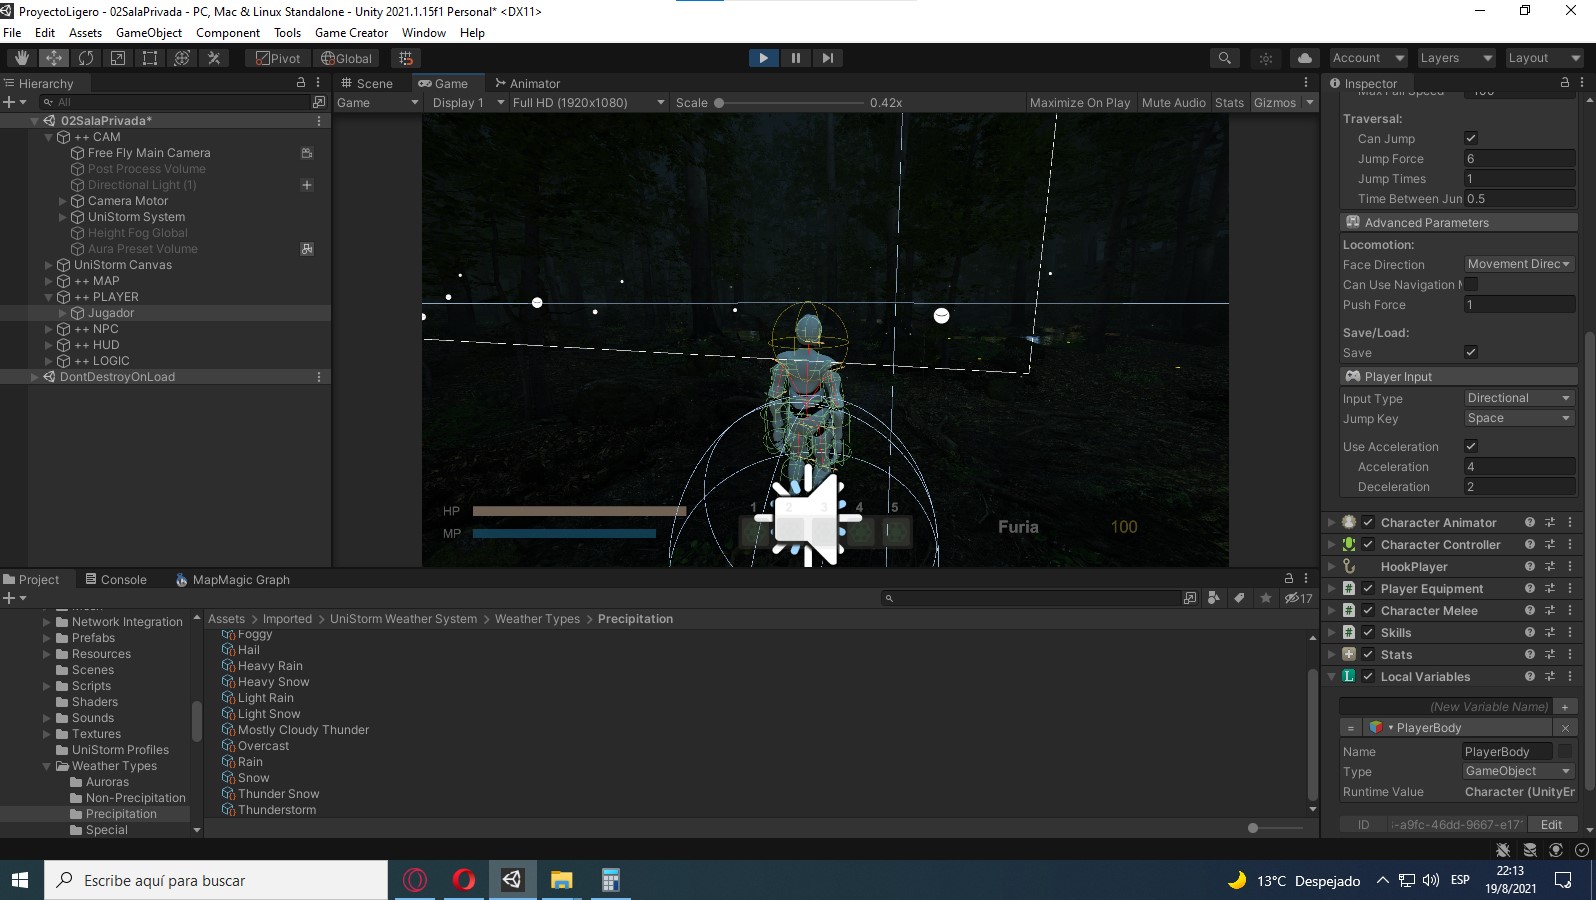 ProyectoLigero - 02SalaPrivada - PC, Mac & Linux Standalone - Unity 2021.1.15f1 Personal* <DX11>
File Edit Assets GameObject Component Tools Game Creator Window Help
Pivot Global Account Layers Layout
Hierarchy
All
02SalaPrivada*
++ CAM
Free Fly Main Camera
Post Process Volume
Directional Light (1)
Camera Motor
UniStorm System
Height Fog Global
Aura Preset Volume
UniStorm Canvas
++ MAP
++ PLAYER
Jugador
++ NPC
++ HUD
++ LOGIC
DontDestroyOnLoad
Scene Game Animator
Game Display 1 Full HD (1920x1080) Scale 0.42x Maximize On Play Mute Audio Stats Gizmos
HP
MP
1 2 3 4 5
Furia 100
Inspector
Max Fall Speed -100
Traversal:
Can Jump
Jump Force 6
Jump Times 1
Time Between Jun 0.5
Advanced Parameters
Locomotion:
Face Direction Movement Direc
Can Use Navigation M
Push Force 1
Save/Load:
Save
Player Input
Input Type Directional
Jump Key Space
Use Acceleration
Acceleration 4
Deceleration 2
Character Animator
Character Controller
HookPlayer
Player Equipment
Character Melee
Skills
Stats
Local Variables
(New Variable Name) +
= PlayerBody
Name PlayerBody
Type GameObject
Runtime Value Character (UnityEn
ID -a9fc-46dd-9667-e17 Edit
Project Console MapMagic Graph
17
Network Integration
Prefabs
Resources
Scenes
Scripts
Shaders
Sounds
Textures
UniStorm Profiles
Weather Types
Auroras
Non-Precipitation
Precipitation
Special
Assets > Imported > UniStorm Weather System > Weather Types > Precipitation
Foggy
Hail
Heavy Rain
Heavy Snow
Light Rain
Light Snow
Mostly Cloudy Thunder
Overcast
Rain
Snow
Thunder Snow
Thunderstorm
Escribe aquí para buscar
13°C Despejado
ESP
22:13
19/8/2021